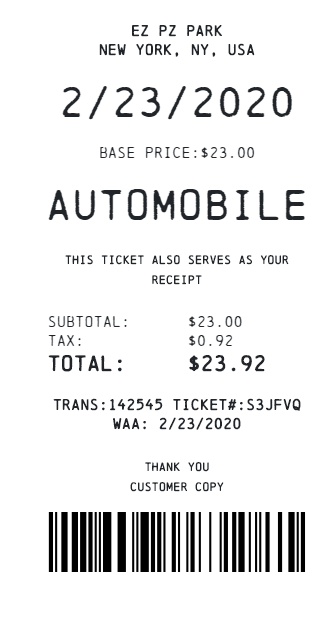 EZ PZ PARK
NEW YORK, NY, USA
2/23/2020
BASE PRICE:$23.00
AUTOMOBILE
THIS TICKET ALSO SERVES AS YOUR
RECEIPT
SUBTOTAL: $23.00
TAX: $0.92
TOTAL: $23.92
TRANS:142545 TICKET#:S3JFVQ
WAA: 2/23/2020
THANK YOU
CUSTOMER COPY